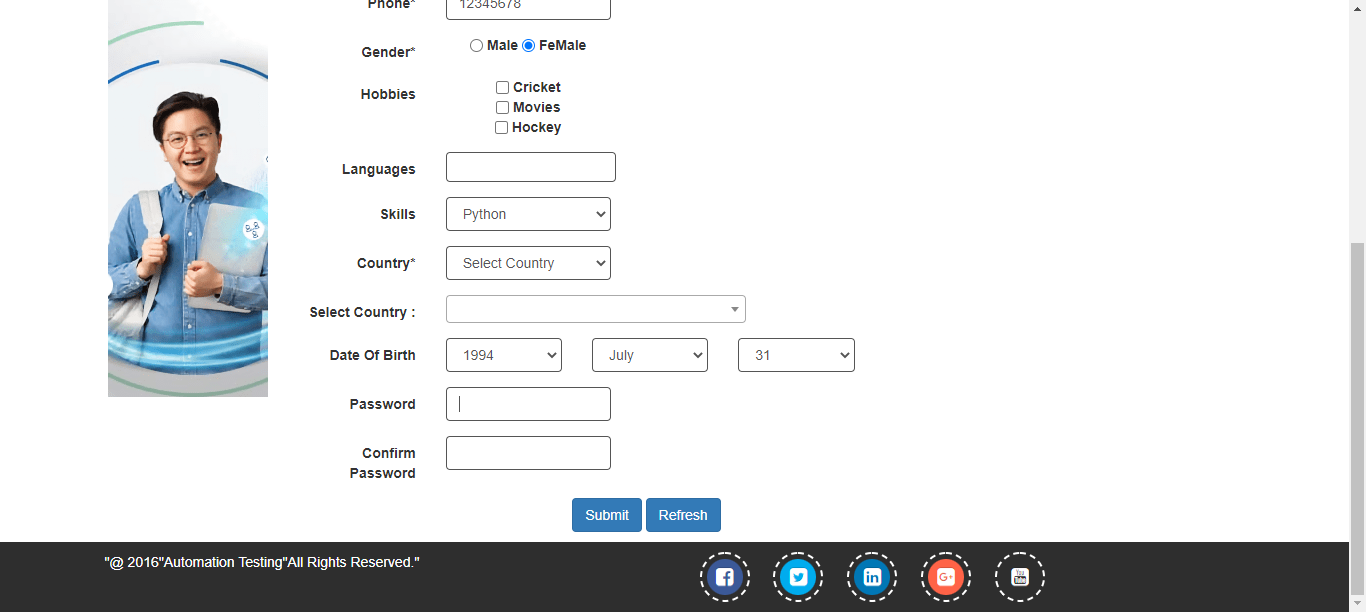 Phone* 12345678
Gender* Male FeMale
Hobbies Cricket
Movies
Hockey
Languages
Skills Python
Country* Select Country
Select Country :
Date Of Birth 1994 July 31
Password
Confirm
Password
Submit Refresh
"@ 2016"Automation Testing"All Rights Reserved."
f in G+ You Tube